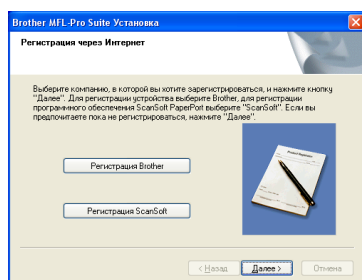 Brother MFL-Pro Suite Установка
Регистрация через Интернет
Выберите компанию, в которой вы хотите зарегистрироваться, и нажмите кнопку
"Далее". Для регистрации устройства выберите Brother, для регистрации
программного обеспечения ScanSoft PaperPort выберите "ScanSoft". Если вы
предпочитаете пока не регистрироваться, нажмите "Далее".
Регистрация Brother
Регистрация ScanSoft
< Назад
Далее >
Отмена